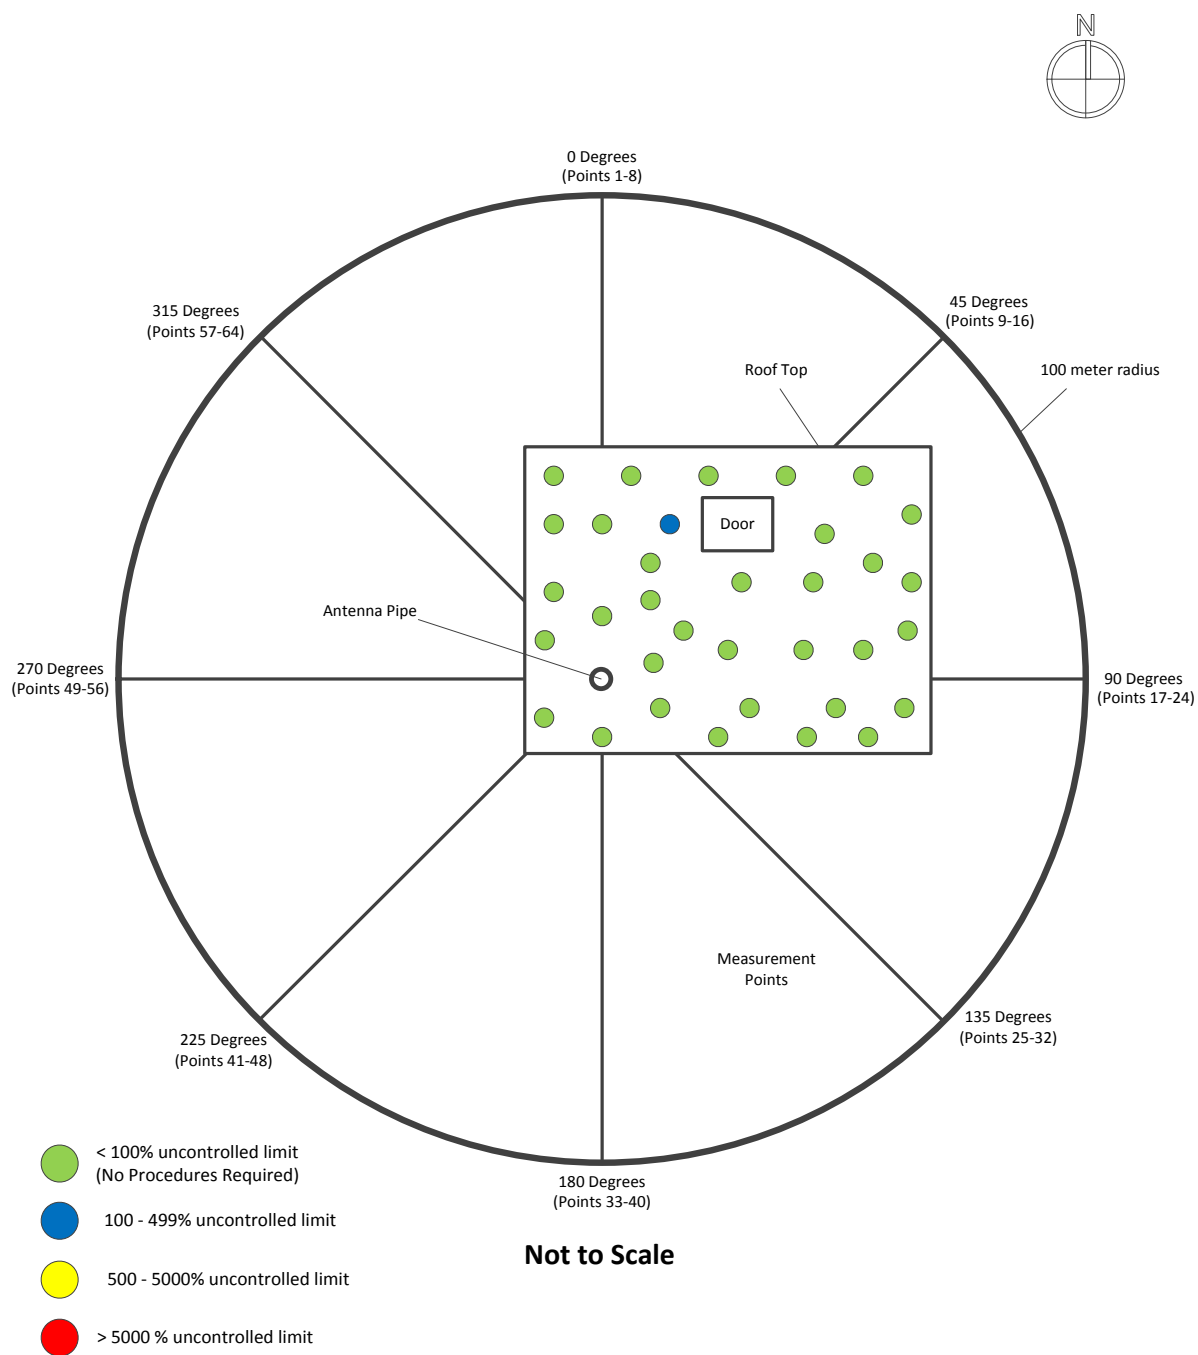 N
0 Degrees
(Points 1-8)
315 Degrees
(Points 57-64)
45 Degrees
(Points 9-16)
Roof Top
100 meter radius
Door
Antenna Pipe
270 Degrees
(Points 49-56)
90 Degrees
(Points 17-24)
Measurement
Points
225 Degrees
(Points 41-48)
135 Degrees
(Points 25-32)
180 Degrees
(Points 33-40)
< 100% uncontrolled limit
(No Procedures Required)
100 - 499% uncontrolled limit
500 - 5000% uncontrolled limit
> 5000 % uncontrolled limit
Not to Scale